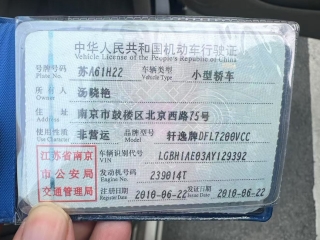 中华人民共和国机动车行驶证
Vehicle License of the People's Republic of China
号牌号码 苏A61H22 车辆类型 小型轿车
Plate No. Vehicle Type
所有人 汤晓艳
Owner
住址 南京市鼓楼区北京西路75号
Address
使用性质 非营运 品牌型号 轩逸牌DFL7200VCC
Use Character Model
江苏省南京
市公安局
交通管理局
车辆识别代号 LGBH1AE03AY129392
VIN
发动机号码 239014T
Engine No.
注册日期 2010-06-22 发证日期 2010-06-22
Register Date Issue Date